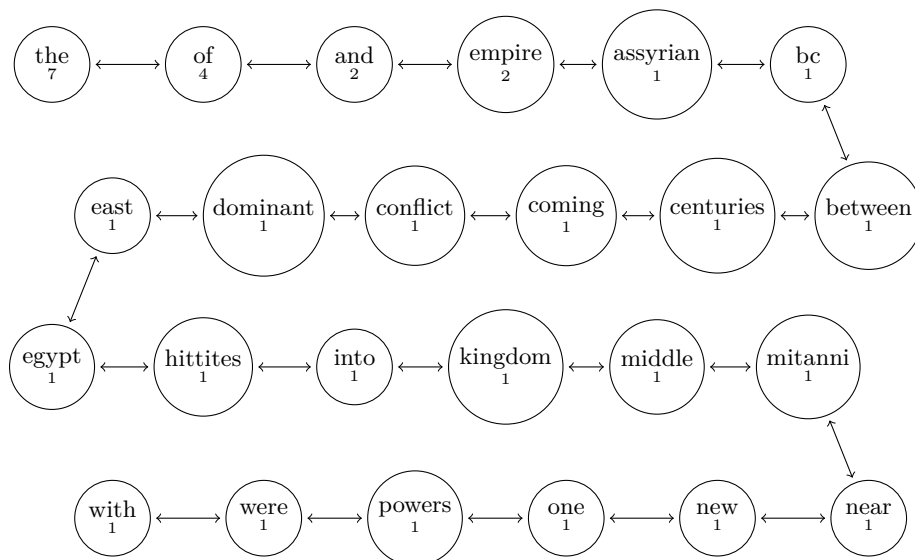 the of and empire assyrian bc
7 4 2 2 1 1
east dominant conflict coming centuries between
1 1 1 1 1 1
egypt hittites into kingdom middle mitanni
1 1 1 1 1 1
with were powers one new near
1 1 1 1 1 1